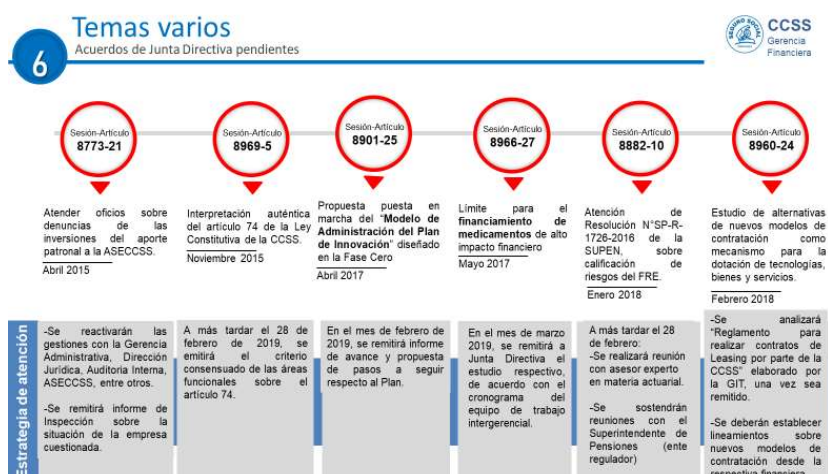 6
Temas varios
Acuerdos de Junta Directiva pendientes
SEGURO SOCIAL
CCSS
Gerencia
Financiera
Sesión-Artículo
8773-21
Sesión-Artículo
8969-5
Sesión-Artículo
8901-25
Sesión-Artículo
8966-27
Sesión-Artículo
8882-10
Sesión-Artículo
8960-24
Atender oficios sobre
denuncias de las
inversiones del aporte
patronal a la ASECCSS.
Abril 2015
Interpretación auténtica
del artículo 74 de la Ley
Constitutiva de la CCSS.
Noviembre 2015
Propuesta puesta en
marcha del "Modelo de
Administración del Plan
de Innovación" diseñado
en la Fase Cero
Abril 2017
Límite para el
financiamiento de
medicamentos de alto
impacto financiero
Mayo 2017
Atención de
Resolución N°SP-R-
1726-2016 de la
SUPEN, sobre
calificación de
riesgos del FRE.
Enero 2018
Estudio de alternativas
de nuevos modelos de
contratación como
mecanismo para la
dotación de tecnologías,
bienes y servicios.
Febrero 2018
Estrategia de atención
-Se reactivarán las
gestiones con la Gerencia
Administrativa, Dirección
Jurídica, Auditoria Interna,
ASECCSS, entre otros.
-Se remitirá informe de
Inspección sobre la
situación de la empresa
cuestionada.
A más tardar el 28 de
febrero de 2019, se
emitirá el criterio
consensuado de las áreas
funcionales sobre el
artículo 74.
En el mes de febrero de
2019, se remitirá informe
de avance y propuesta
de pasos a seguir
respecto al Plan.
En el mes de marzo
2019, se remitirá a
Junta Directiva el
estudio respectivo,
de acuerdo con el
cronograma del
equipo de trabajo
intergerencial.
A más tardar el 28
de febrero:
-Se realizará reunión
con asesor experto
en materia actuarial.
-Se sostendrán
reuniones con el
Superintendente de
Pensiones (ente
regulador)
-Se analizará
"Reglamento para
realizar contratos de
Leasing por parte de la
CCSS" elaborado por
la GIT, una vez sea
remitido.
-Se deberán establecer
lineamientos sobre
nuevos modelos de
contratación desde la
respectiva financiera